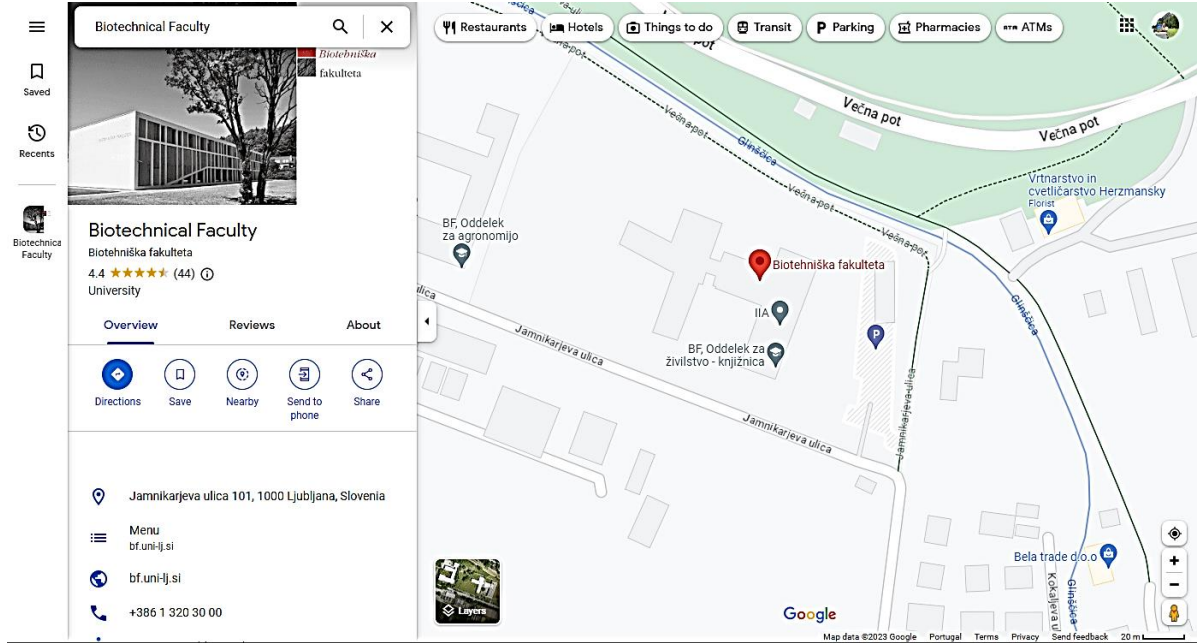 Biotechnical Faculty
Saved
Recents
Biotechnica
Faculty
Biotehniška
fakulteta
Biotechnical Faculty
Biotehniška fakulteta
4.4 (44)
University
Overview Reviews About
Directions Save Nearby Send to phone Share
Jamnikarjeva ulica 101, 1000 Ljubljana, Slovenia
Menu
bf.uni-lj.si
bf.uni-lj.si
+386 1 320 30 00
Restaurants Hotels Things to do Transit P Parking Pharmacies ATM ATMs
pot
Večna pot
Večna pot
Večna pot
Glinščica
Večna pot
Večna pot
Vrtnarstvo in
cvetličarstvo Herzmansky
Florist
BF, Oddelek
za agronomijo
Biotehniška fakulteta
IIA
BF, Oddelek za
živilstvo - knjižnica
P
Glinščica
ulica
Jamnikarjeva ulica
Jamnikarjeva ulica
Jamnikarjeva ulica
Bela trade d.o.o
Kokaljeva u
Glinščica
Layers
Google
Map data ©2023 Google Portugal Terms Privacy Send feedback 20 m